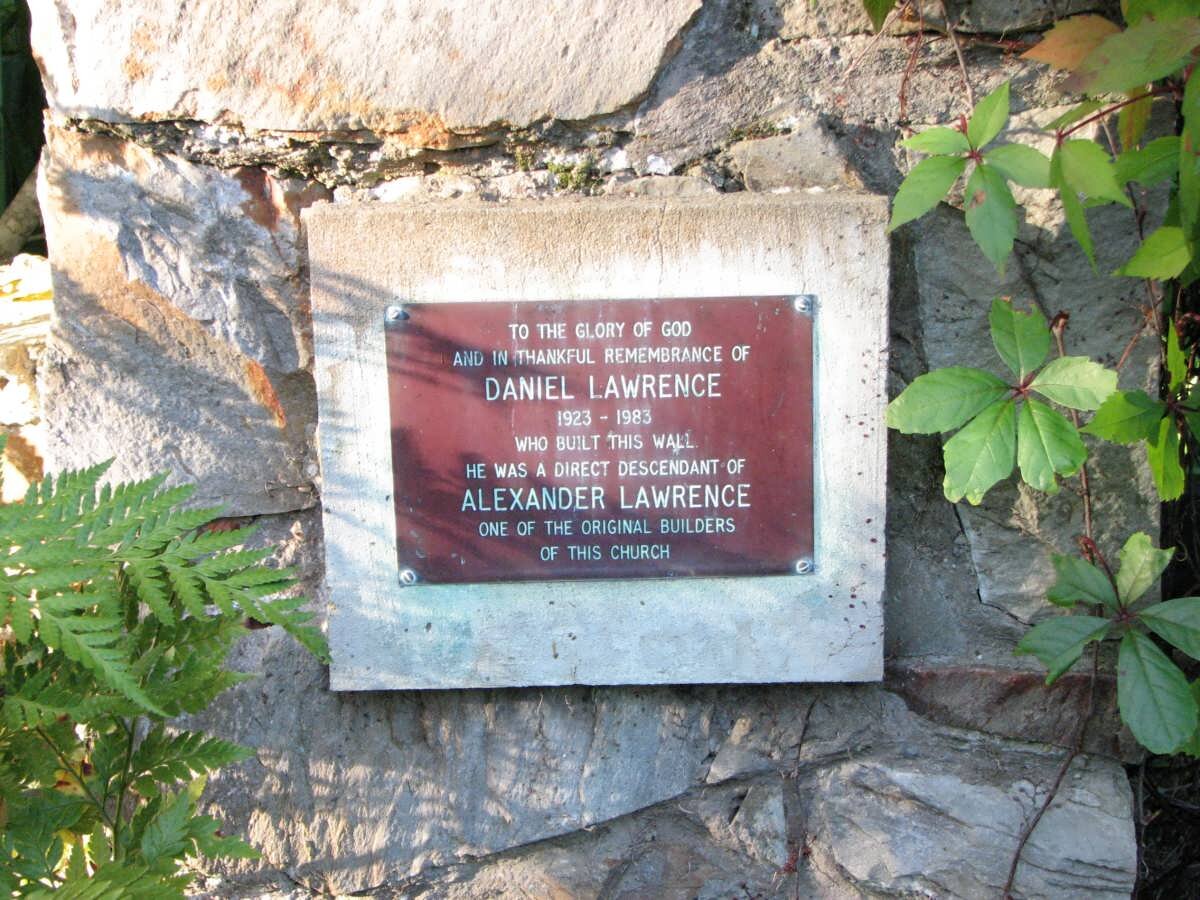 TO THE GLORY OF GOD
AND IN THANKFUL REMEMBRANCE OF
DANIEL LAWRENCE
1923 - 1983
WHO BUILT THIS WALL.
HE WAS A DIRECT DESCENDANT OF
ALEXANDER LAWRENCE
ONE OF THE ORIGINAL BUILDERS
OF THIS CHURCH